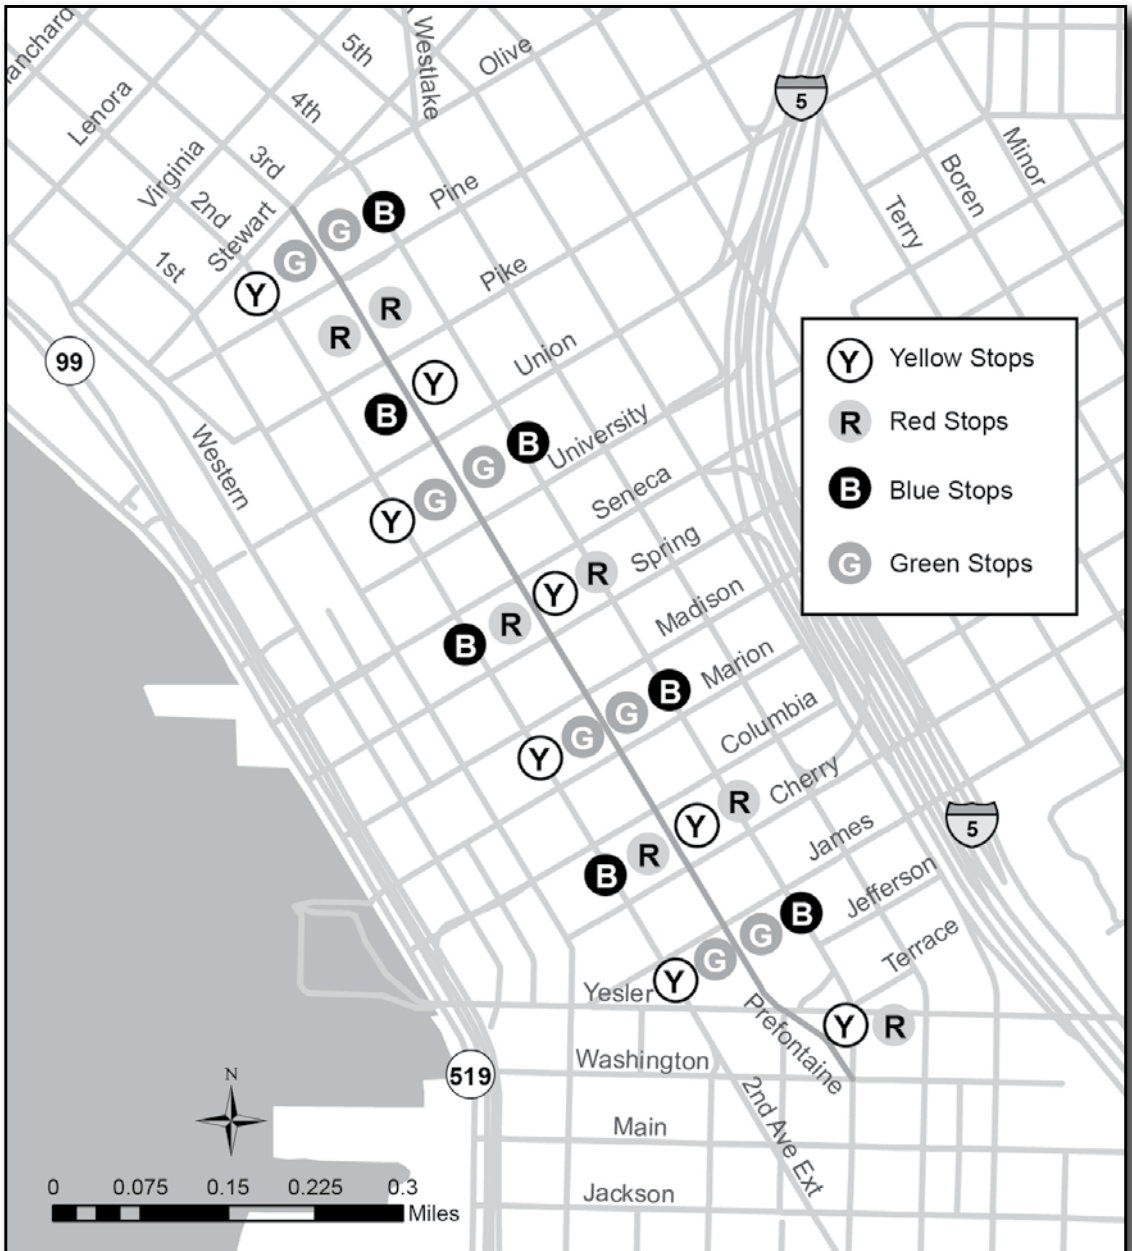 anchard
Lenora
Virginia
Stewart
5th
4th
3rd
2nd
1st
Westlake
Olive
Pine
Pike
Union
University
Seneca
Spring
Madison
Marion
Columbia
Cherry
James
Jefferson
Terrace
Minor
Boren
Terry
5
99
Western
G B
G
Y
R
R
Y
B
B
G
G
Y
R
Y
R
B
B
G
G
Y
R
Y
R
B
B
G
G
Y
Y R
Y Yellow Stops
R Red Stops
B Blue Stops
G Green Stops
5
Yesler
Prefontaine
Washington
2nd Ave Ext
Main
Jackson
519
N
0 0.075 0.15 0.225 0.3
Miles